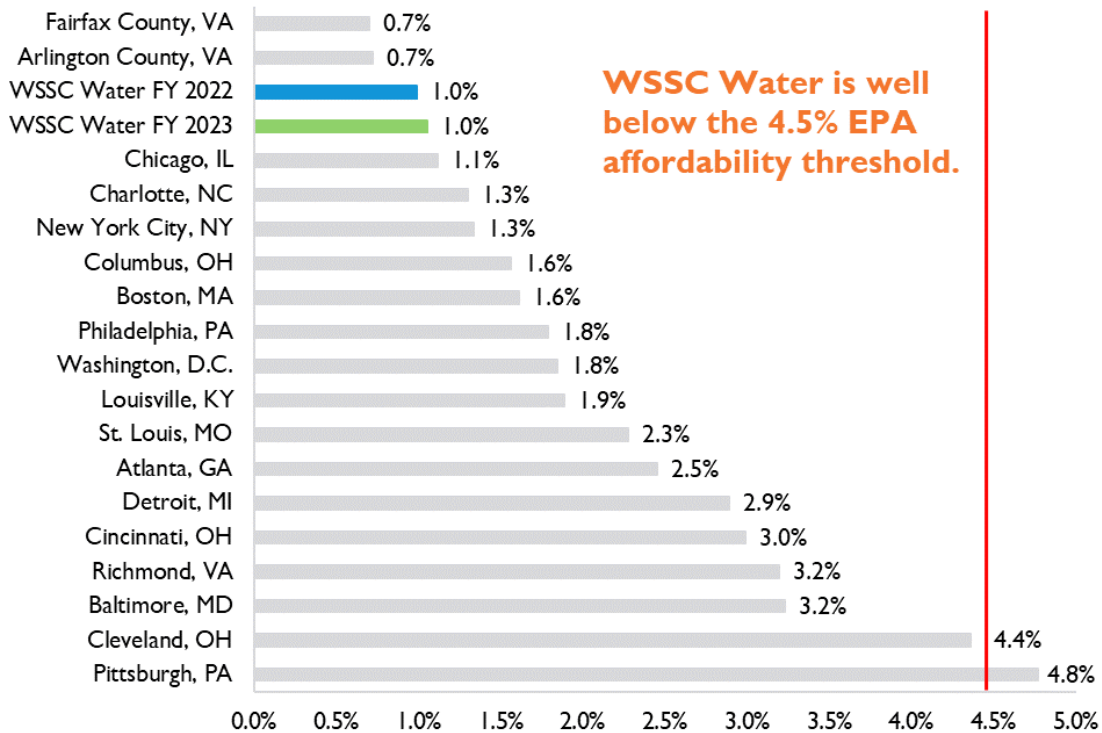 Fairfax County, VA 0.7%
Arlington County, VA 0.7%
WSSC Water FY 2022 1.0%
WSSC Water FY 2023 1.0%
Chicago, IL 1.1%
Charlotte, NC 1.3%
New York City, NY 1.3%
Columbus, OH 1.6%
Boston, MA 1.6%
Philadelphia, PA 1.8%
Washington, D.C. 1.8%
Louisville, KY 1.9%
St. Louis, MO 2.3%
Atlanta, GA 2.5%
Detroit, MI 2.9%
Cincinnati, OH 3.0%
Richmond, VA 3.2%
Baltimore, MD 3.2%
Cleveland, OH 4.4%
Pittsburgh, PA 4.8%
WSSC Water is well
below the 4.5% EPA
affordability threshold.
0.0% 0.5% 1.0% 1.5% 2.0% 2.5% 3.0% 3.5% 4.0% 4.5% 5.0%